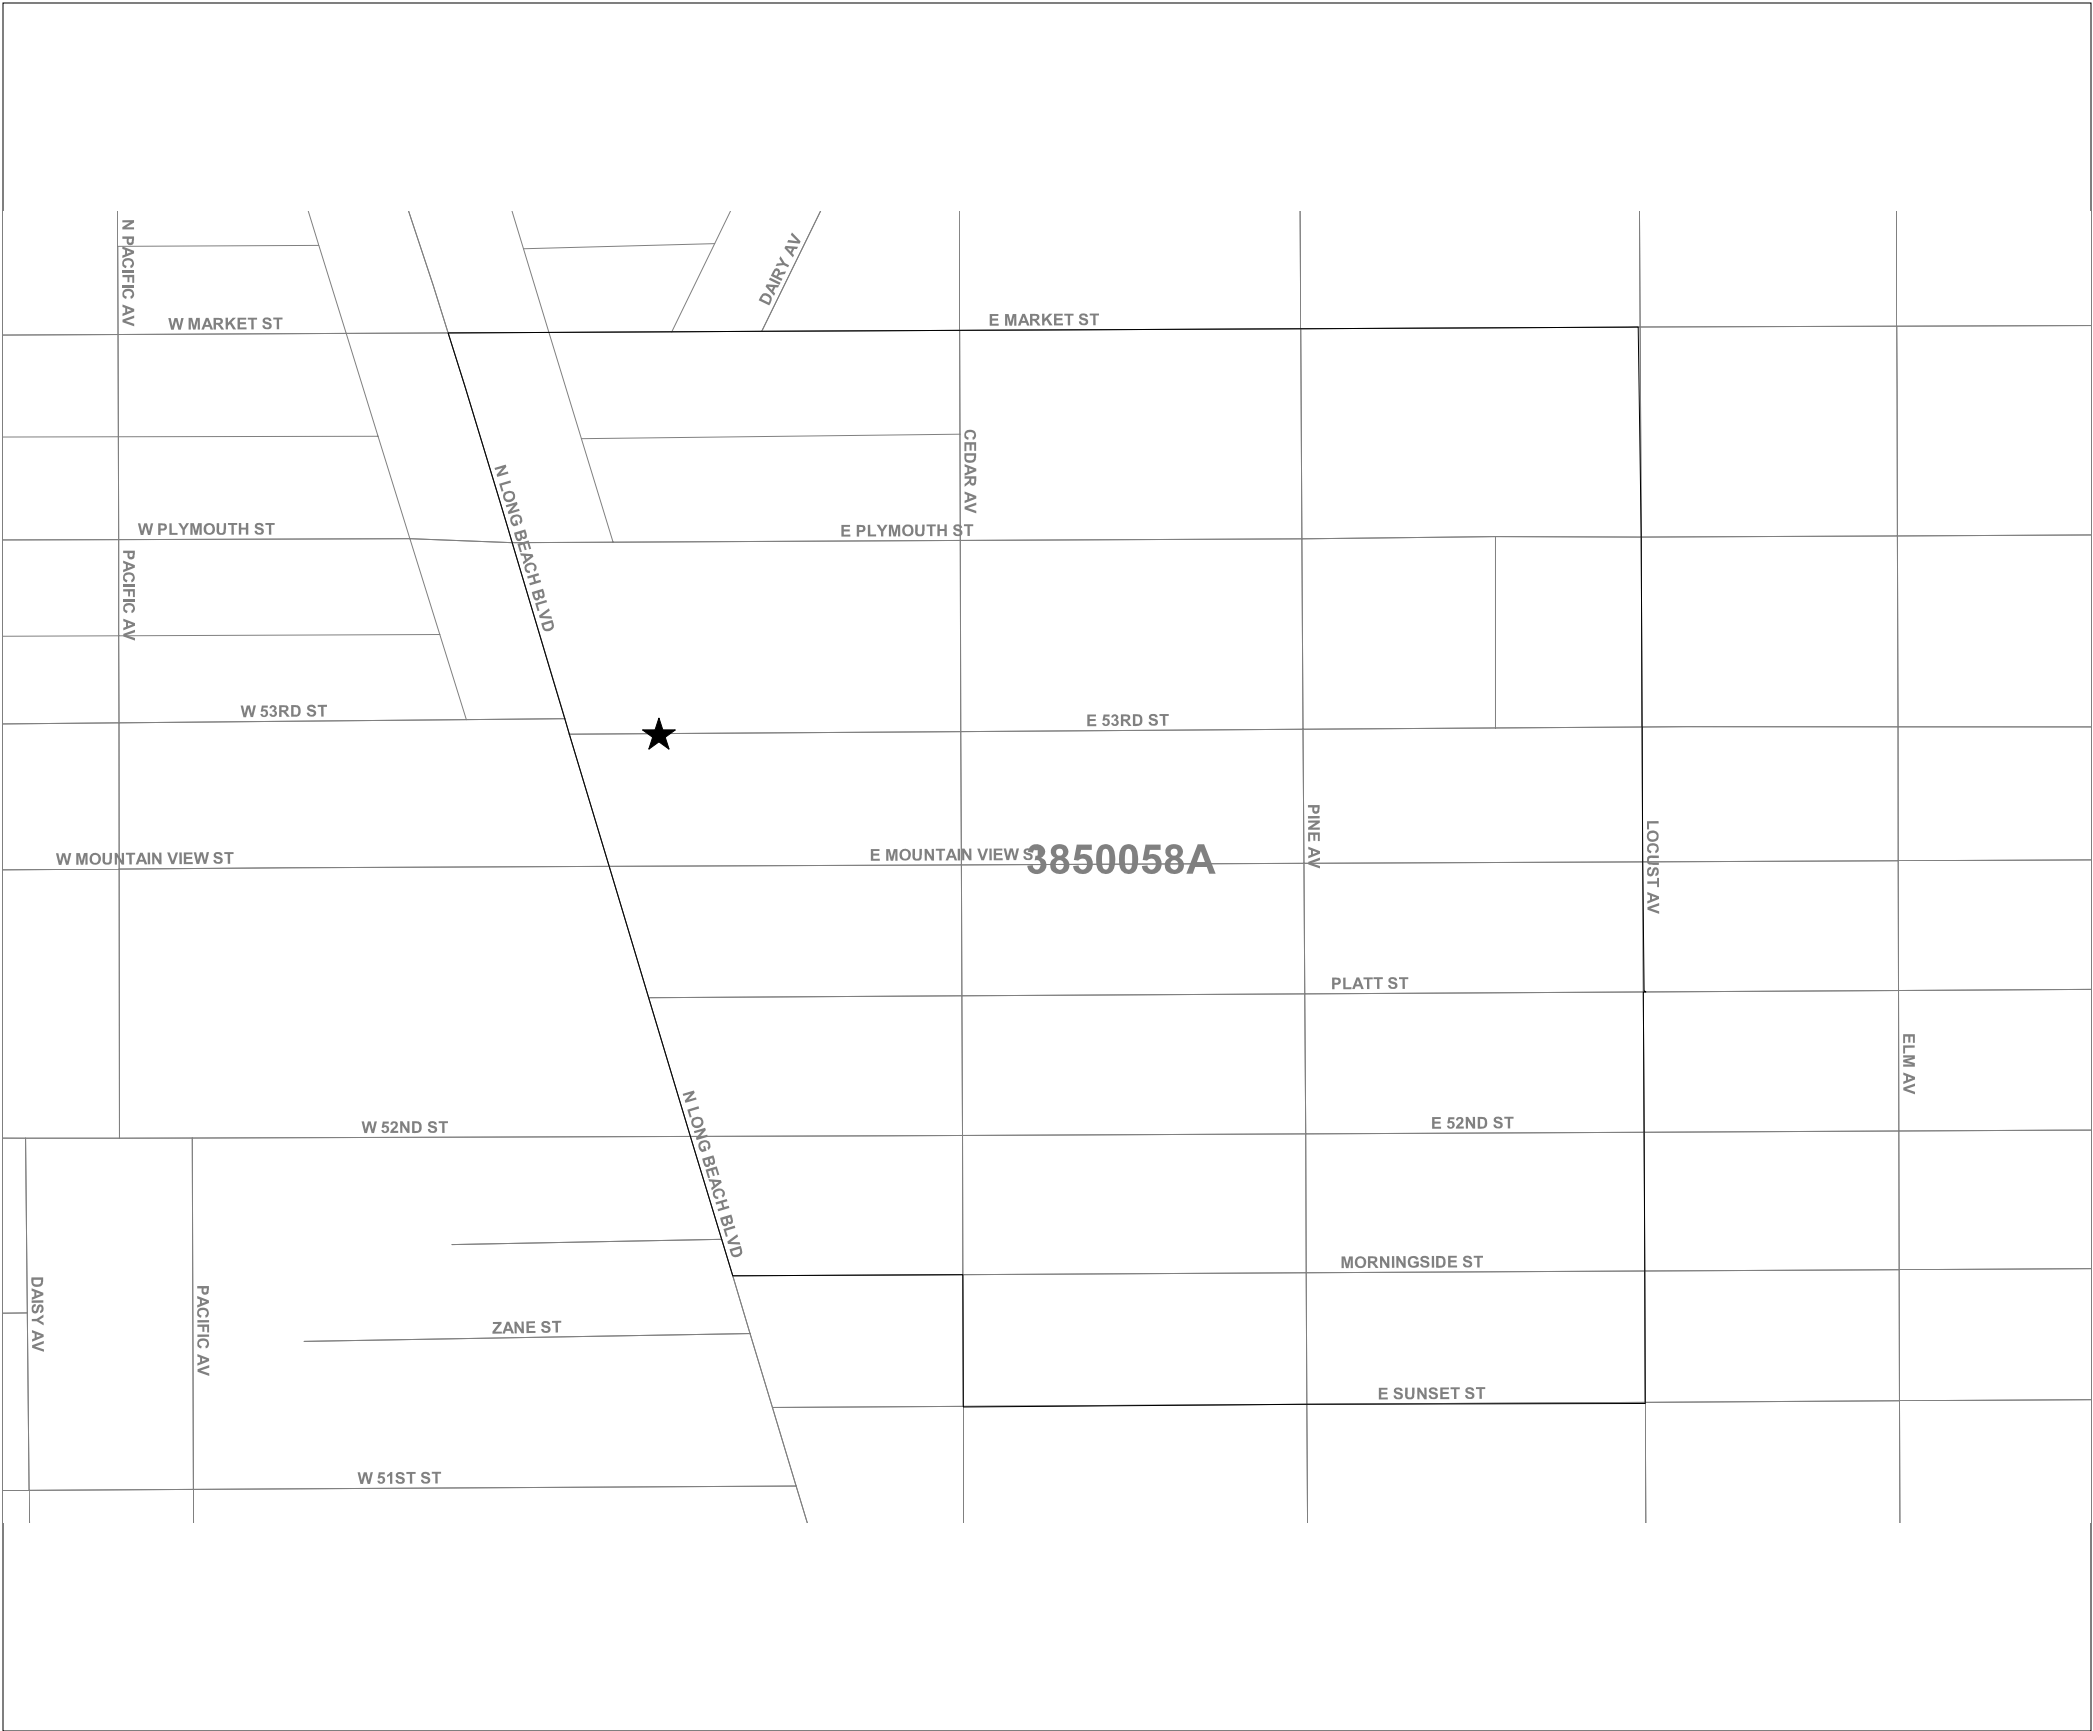 N PACIFIC AV
DAIRY AV
W MARKET ST
E MARKET ST
CEDAR AV
N LONG BEACH BLVD
W PLYMOUTH ST
E PLYMOUTH ST
PACIFIC AV
W 53RD ST
E 53RD ST
PINE AV
LOCUST AV
W MOUNTAIN VIEW ST
E MOUNTAIN VIEW ST
3850058A
PLATT ST
ELM AV
N LONG BEACH BLVD
W 52ND ST
E 52ND ST
MORNINGSIDE ST
DAISY AV
PACIFIC AV
ZANE ST
E SUNSET ST
W 51ST ST